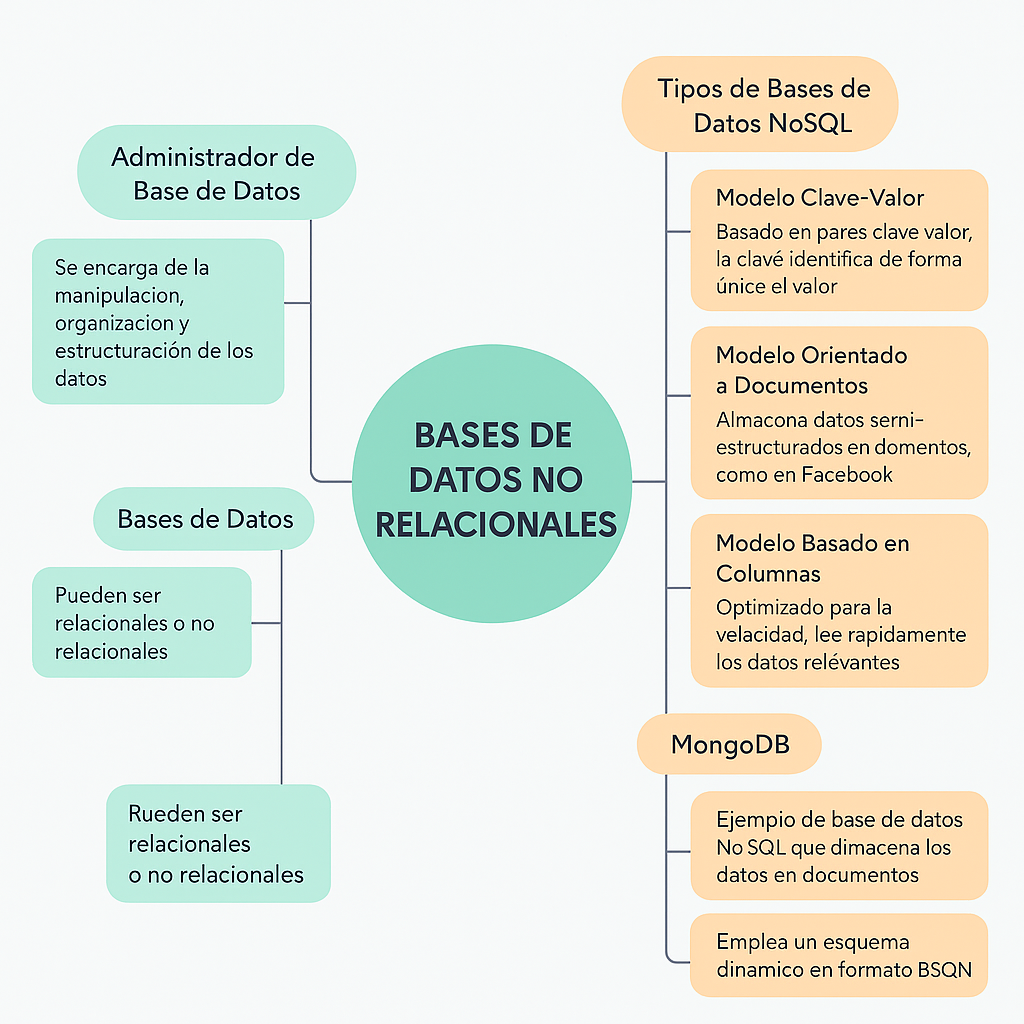 Administrador de
Base de Datos
Se encarga de la
manipulacion,
organizacion y
estructuración de los
datos
Bases de Datos
Pueden ser
relacionales o no
relacionales
Rueden ser
relacionales
o no relacionales
BASES DE
DATOS NO
RELACIONALES
Tipos de Bases de
Datos NoSQL
Modelo Clave-Valor
Basado en pares clave valor,
la clavé identifica de forma
únice el valor
Modelo Orientado
a Documentos
Almacona datos serni-
estructurados en domentos,
como en Facebook
Modelo Basado en
Columnas
Optimizado para la
velacidad, lee rapidamente
los datos relévantes
MongoDB
Ejempio de base de datos
No SQL que dimacena los
datos en documentos
Emplea un esquema
dinamico en formato BSQN